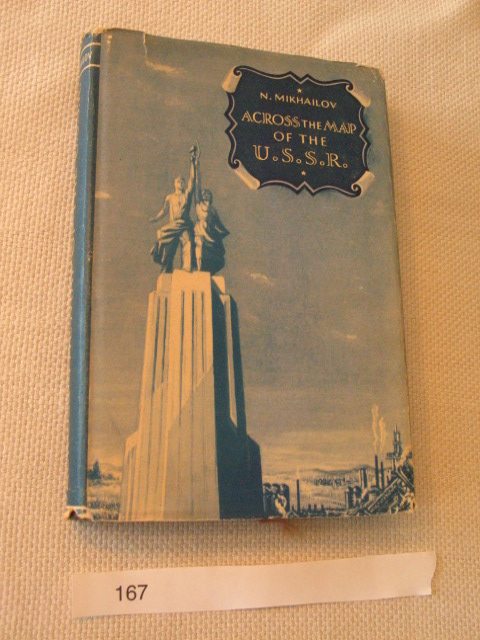 N. MIKHAILOV
ACROSS THE MAP
OF THE
U.S.S.R.
167